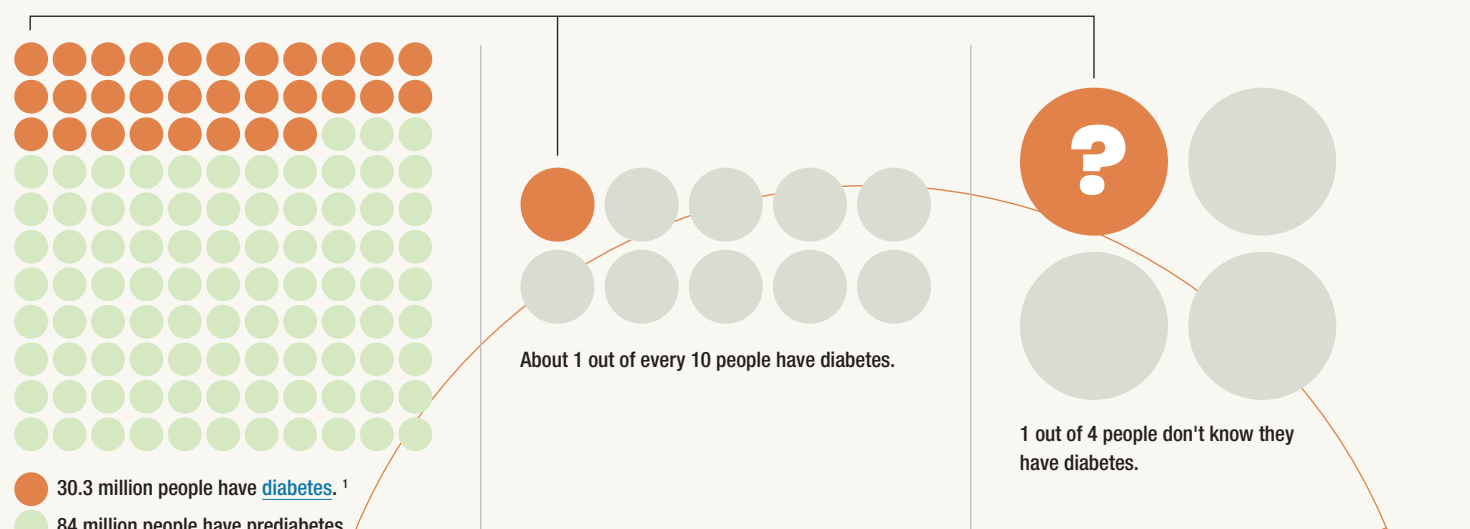 ?
About 1 out of every 10 people have diabetes.
1 out of 4 people don't know they
have diabetes.
30.3 million people have diabetes. 1
84 million people have prediabetes